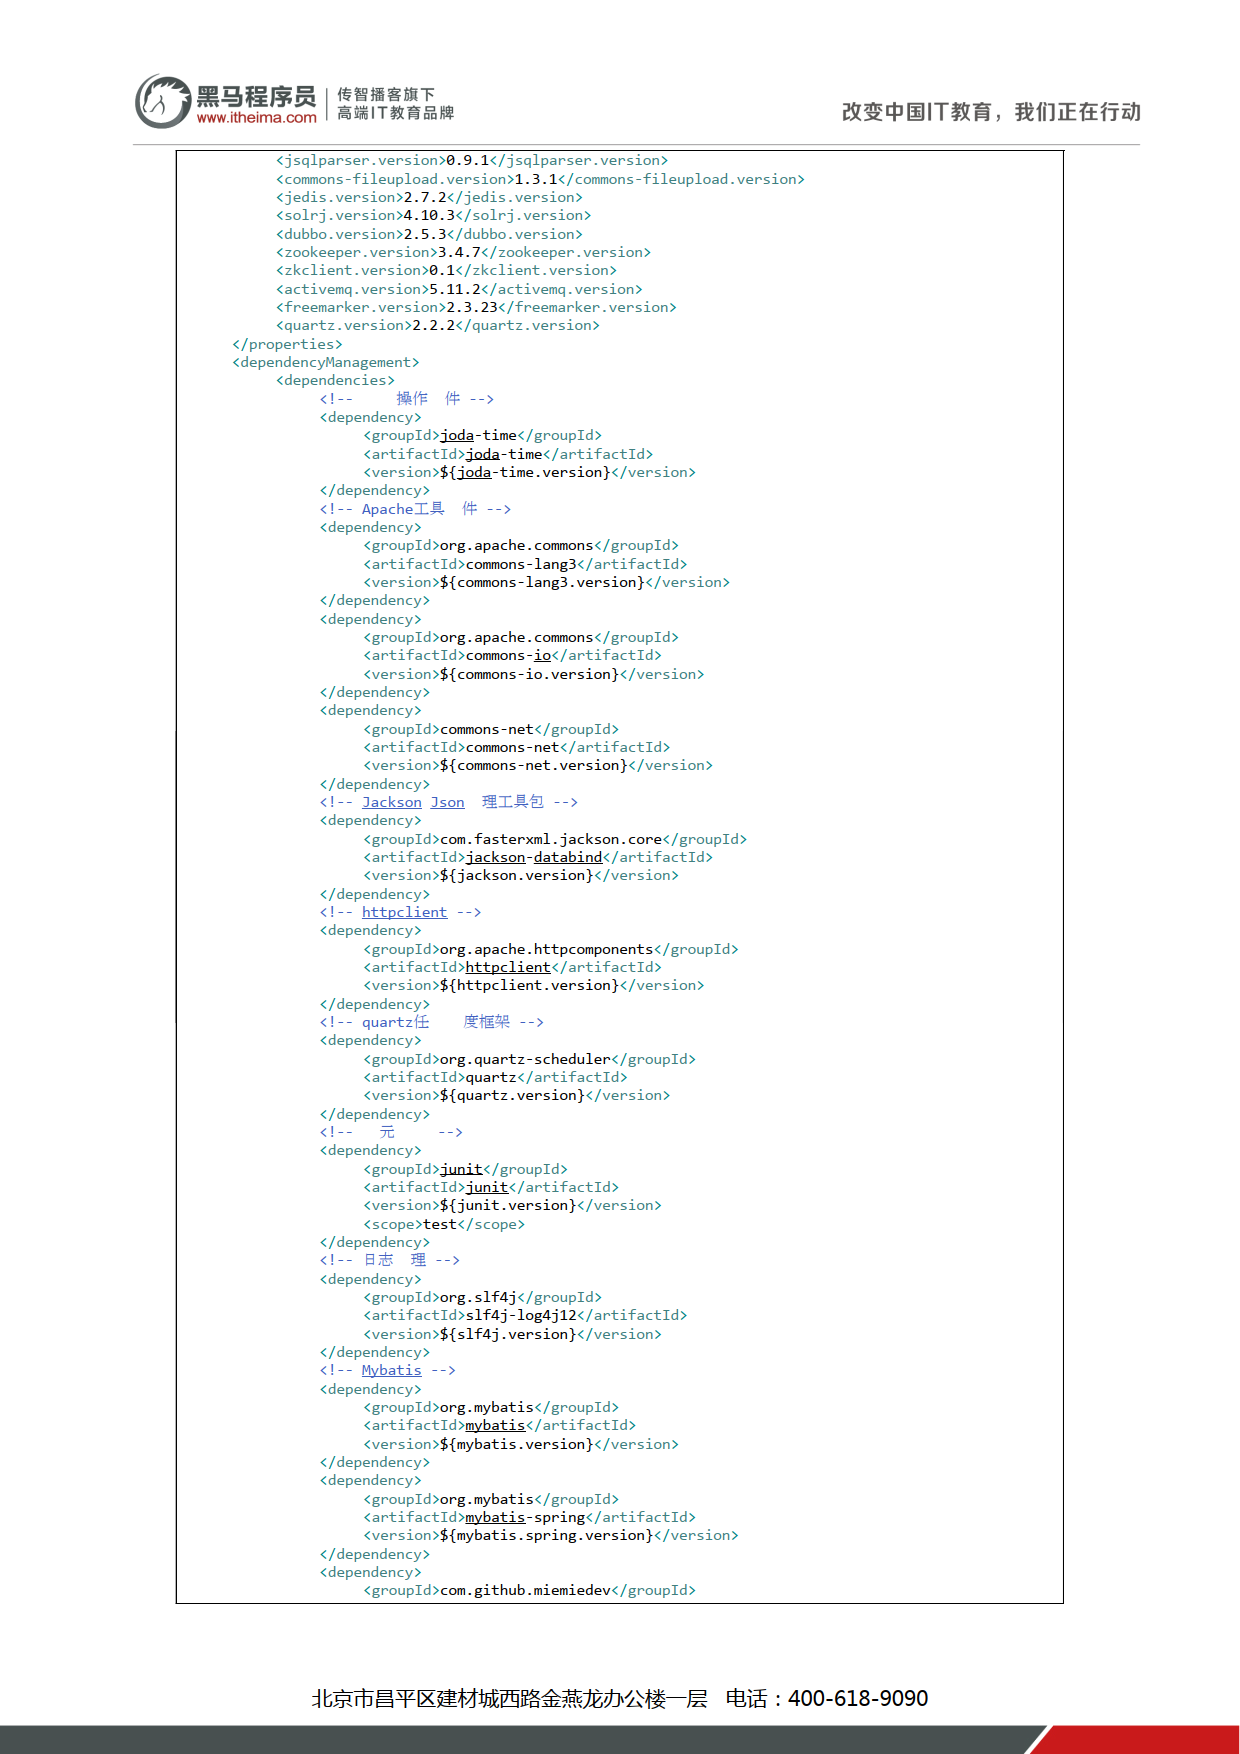 黑马程序员
www.itheima.com
传智播客旗下
高端IT教育品牌
改变中国IT教育，我们正在行动
<jsqlparser.version>0.9.1</jsqlparser.version>
<commons-fileupload.version>1.3.1</commons-fileupload.version>
<jedis.version>2.7.2</jedis.version>
<solrj.version>4.10.3</solrj.version>
<dubbo.version>2.5.3</dubbo.version>
<zookeeper.version>3.4.7</zookeeper.version>
<zkclient.version>0.1</zkclient.version>
<activemq.version>5.11.2</activemq.version>
<freemarker.version>2.3.23</freemarker.version>
<quartz.version>2.2.2</quartz.version>
</properties>
<dependencyManagement>
<dependencies>
<!-- 操作 件 -->
<dependency>
<groupId>joda-time</groupId>
<artifactId>joda-time</artifactId>
<version>${joda-time.version}</version>
</dependency>
<!-- Apache工具 件 -->
<dependency>
<groupId>org.apache.commons</groupId>
<artifactId>commons-lang3</artifactId>
<version>${commons-lang3.version}</version>
</dependency>
<dependency>
<groupId>org.apache.commons</groupId>
<artifactId>commons-io</artifactId>
<version>${commons-io.version}</version>
</dependency>
<dependency>
<groupId>commons-net</groupId>
<artifactId>commons-net</artifactId>
<version>${commons-net.version}</version>
</dependency>
<!-- Jackson Json 理工具包 -->
<dependency>
<groupId>com.fasterxml.jackson.core</groupId>
<artifactId>jackson-databind</artifactId>
<version>${jackson.version}</version>
</dependency>
<!-- httpclient -->
<dependency>
<groupId>org.apache.httpcomponents</groupId>
<artifactId>httpclient</artifactId>
<version>${httpclient.version}</version>
</dependency>
<!-- quartz任 度框架 -->
<dependency>
<groupId>org.quartz-scheduler</groupId>
<artifactId>quartz</artifactId>
<version>${quartz.version}</version>
</dependency>
<!-- 元 -->
<dependency>
<groupId>junit</groupId>
<artifactId>junit</artifactId>
<version>${junit.version}</version>
<scope>test</scope>
</dependency>
<!-- 日志 理 -->
<dependency>
<groupId>org.slf4j</groupId>
<artifactId>slf4j-log4j12</artifactId>
<version>${slf4j.version}</version>
</dependency>
<!-- Mybatis -->
<dependency>
<groupId>org.mybatis</groupId>
<artifactId>mybatis</artifactId>
<version>${mybatis.version}</version>
</dependency>
<dependency>
<groupId>org.mybatis</groupId>
<artifactId>mybatis-spring</artifactId>
<version>${mybatis.spring.version}</version>
</dependency>
<dependency>
<groupId>com.github.miemiedev</groupId>
北京市昌平区建材城西路金燕龙办公楼一层 电话：400-618-9090